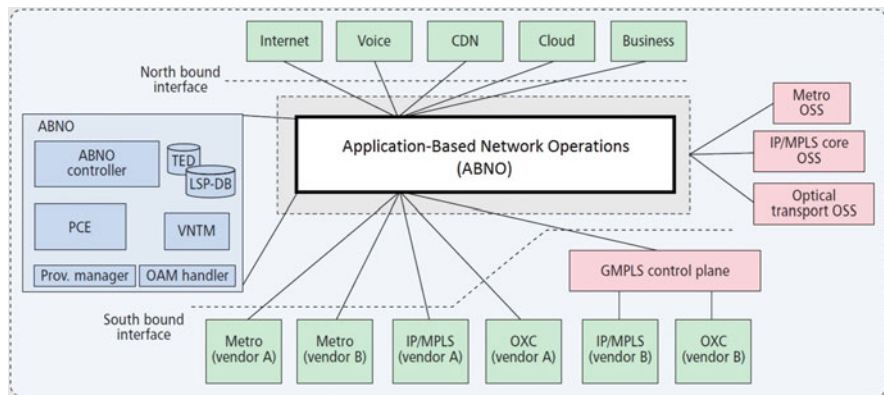 Internet
Voice
CDN
Cloud
Business
North bound
interface
Metro
OSS
IP/MPLS core
OSS
Optical
transport OSS
Application-Based Network Operations
(ABNO)
ABNO
ABNO
controller
TED
LSP-DB
PCE
VNTM
Prov. manager
OAM handler
GMPLS control plane
South bound
interface
Metro
(vendor A)
Metro
(vendor B)
IP/MPLS
(vendor A)
OXC
(vendor A)
IP/MPLS
(vendor B)
OXC
(vendor B)